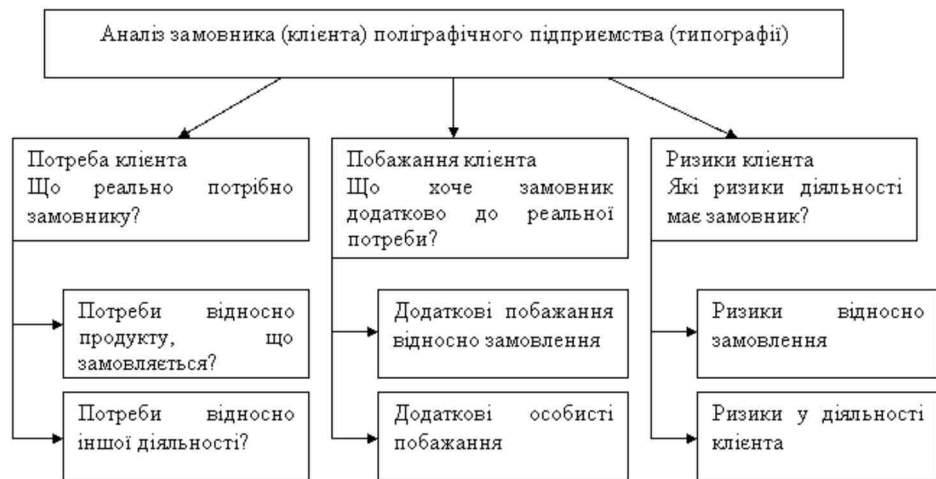 Аналіз замовника (клієнта) поліграфічного підприємства (типографії)
Потреба клієнта
Що реально потрібно
замовнику?
Побажання клієнта
Що хоче замовник
додатково до реальної
потреби?
Ризики клієнта
Які ризики діяльності
має замовник?
Потреби відносно
продукту, що
замовляється?
Додаткові побажання
відносно замовлення
Ризики відносно
замовлення
Потреби відносно
іншої діяльності?
Додаткові особисті
побажання
Ризики у діяльності
клієнта